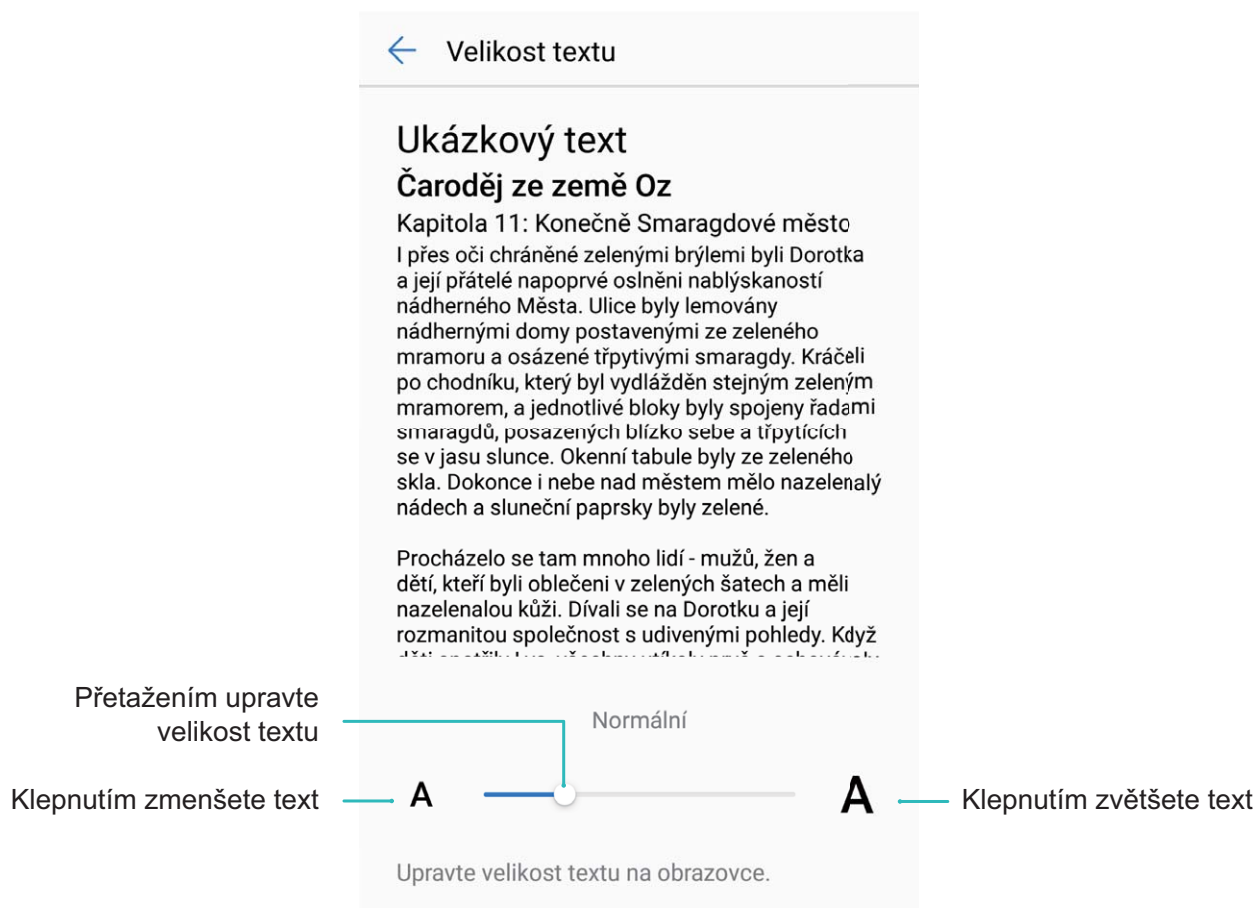 Velikost textu
Ukázkový text
Čaroděj ze země Oz
Kapitola 11: Konečně Smaragdové město
I přes oči chráněné zelenými brýlemi byli Dorotka
a její přátelé napoprvé oslněni nablýskaností
nádherného Města. Ulice byly lemovány
nádhernými domy postavenými ze zeleného
mramoru a osázené třpytivými smaragdy. Kráčeli
po chodníku, který byl vydlážděn stejným zeleným
mramorem, a jednotlivé bloky byly spojeny řadami
smaragdů, posazených blízko sebe a třpytících
se v jasu slunce. Okenní tabule byly ze zeleného
skla. Dokonce i nebe nad městem mělo nazelenalý
nádech a sluneční paprsky byly zelené.
Procházelo se tam mnoho lidí - mužů, žen a
dětí, kteří byli oblečeni v zelených šatech a měli
nazelenalou kůži. Dívali se na Dorotku a její
rozmanitou společnost s udivenými pohledy. Když
Přetažením upravte
velikost textu
Normální
Klepnutím zmenšete text
A
A
Klepnutím zvětšete text
Upravte velikost textu na obrazovce.